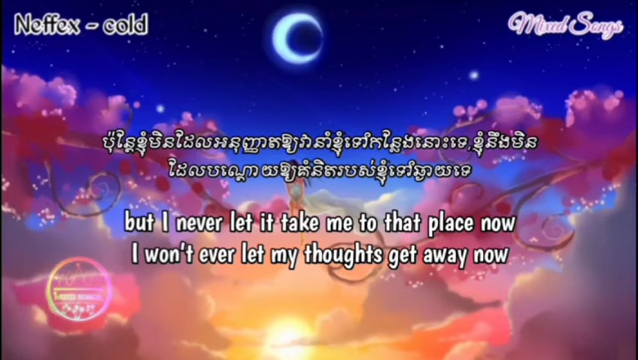 Neffex - cold
Mixed Songs
ប៉ុន្តែខ្ញុំមិនដែលអនុញ្ញាតឱ្យវានាំខ្ញុំទៅកន្លែងនោះទេ,ខ្ញុំនឹងមិន
ដែលបណ្តោយឱ្យគំនិតរបស់ខ្ញុំទៅឆ្ងាយទេ
but I never let it take me to that place now
I won't ever let my thoughts get away now
MIXED SONGS